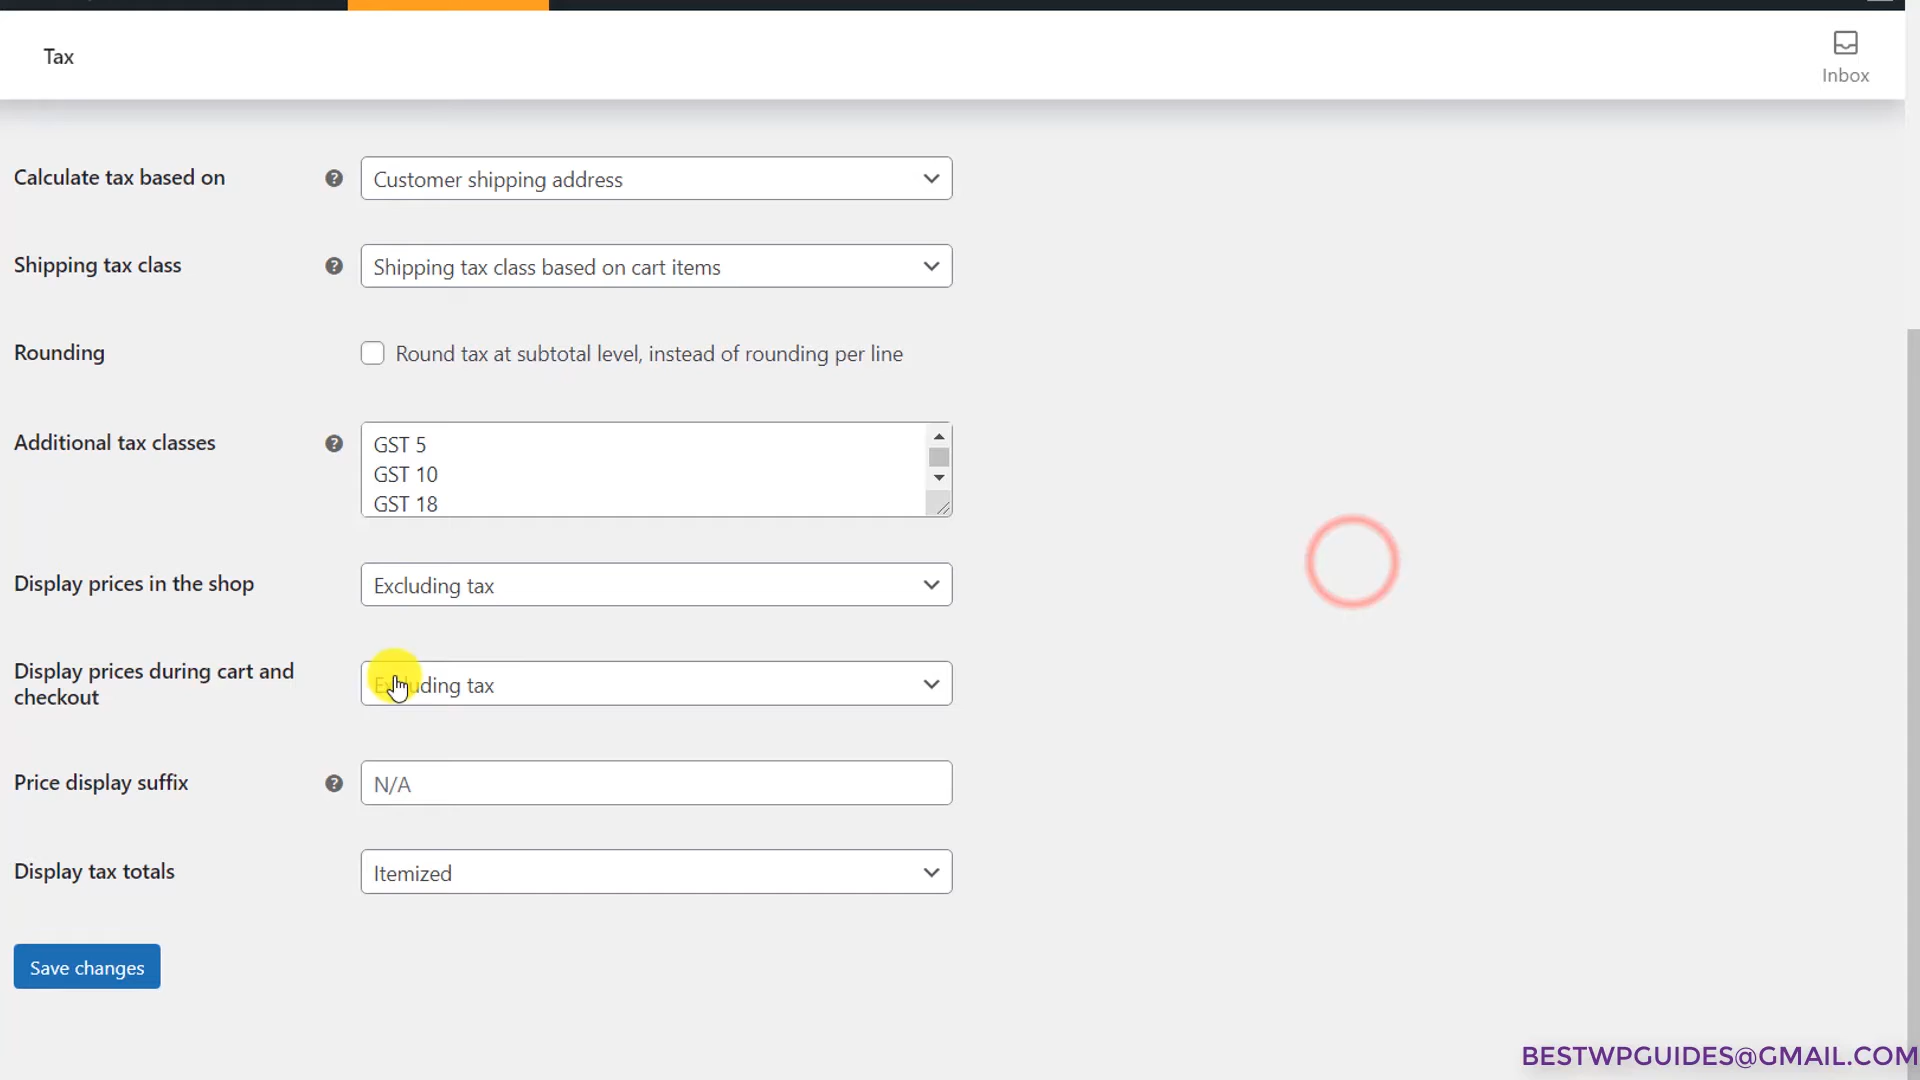 Tax
Inbox
Calculate tax based on
Customer shipping address
Shipping tax class
Shipping tax class based on cart items
Rounding
Round tax at subtotal level, instead of rounding per line
Additional tax classes
GST 5
GST 10
GST 18
Display prices in the shop
Excluding tax
Display prices during cart and
checkout
Excluding tax
Price display suffix
N/A
Display tax totals
Itemized
Save changes
BESTWPGUIDES@GMAIL.COM